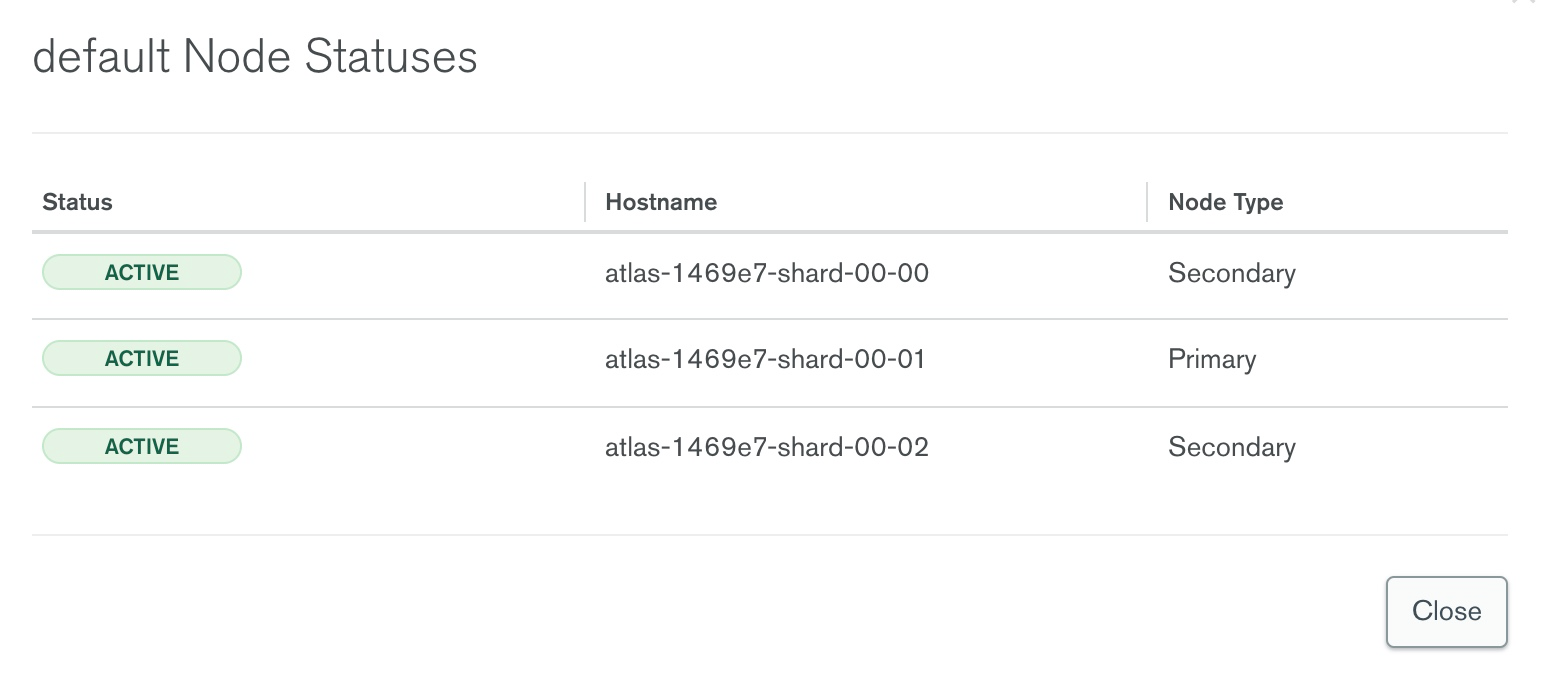 default Node Statuses
Status Hostname Node Type
ACTIVE atlas-1469e7-shard-00-00 Secondary
ACTIVE atlas-1469e7-shard-00-01 Primary
ACTIVE atlas-1469e7-shard-00-02 Secondary
Close